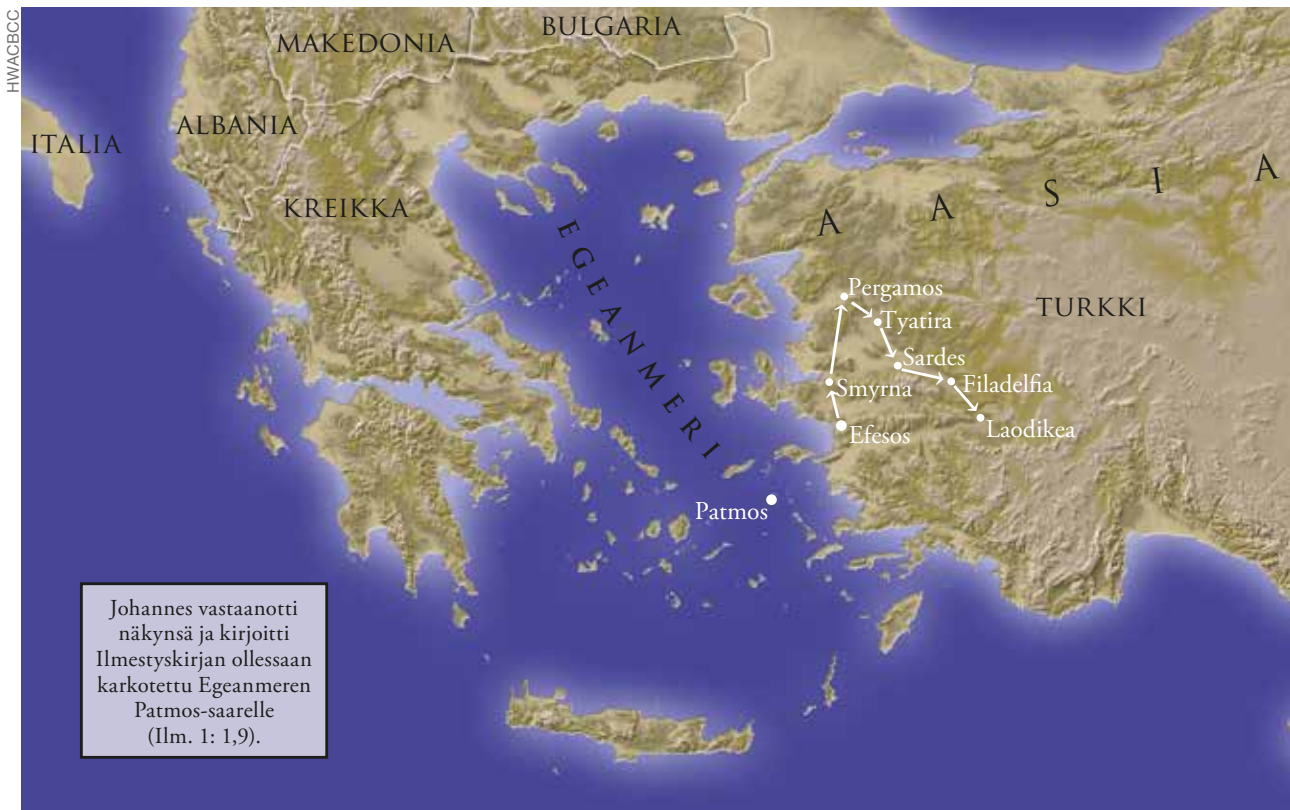 HWACBCC
BULGARIA
MAKEDONIA
ALBANIA
ITALIA
KREIKKA
AASIA
EGEANMERI
Pergamos
TURKKI
Tyatira
Sardes
Filadelfia
Smyrna
Laodikea
Efesos
Patmos
Johannes vastaanotti
näkynsä ja kirjoitti
Ilmestyskirjan ollessaan
karkotettu Egeanmeren
Patmos-saarelle
(Ilm. 1: 1,9).